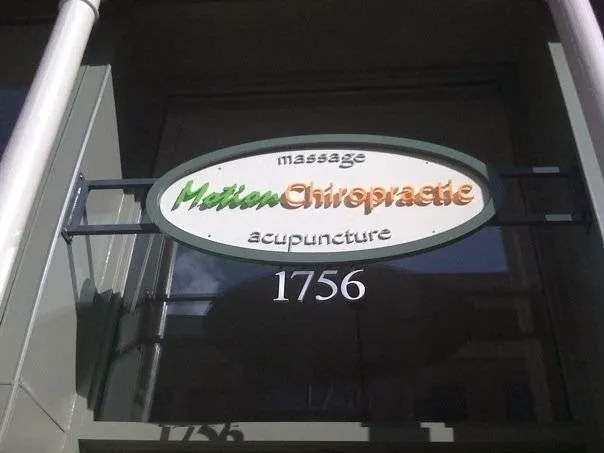 massage
MotionChiropractic
acupuncture
1756